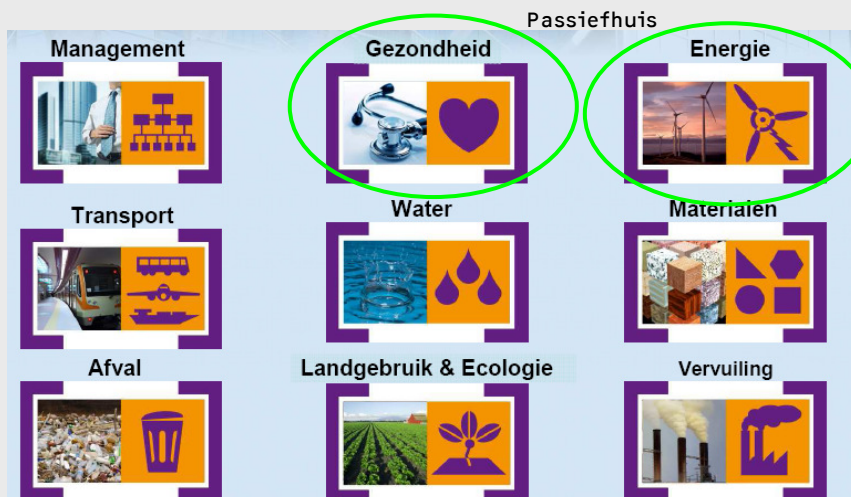 Passiefhuis
Management
Gezondheid
Energie
Transport
Water
Materialen
Afval
Landgebruik & Ecologie
Vervuiling